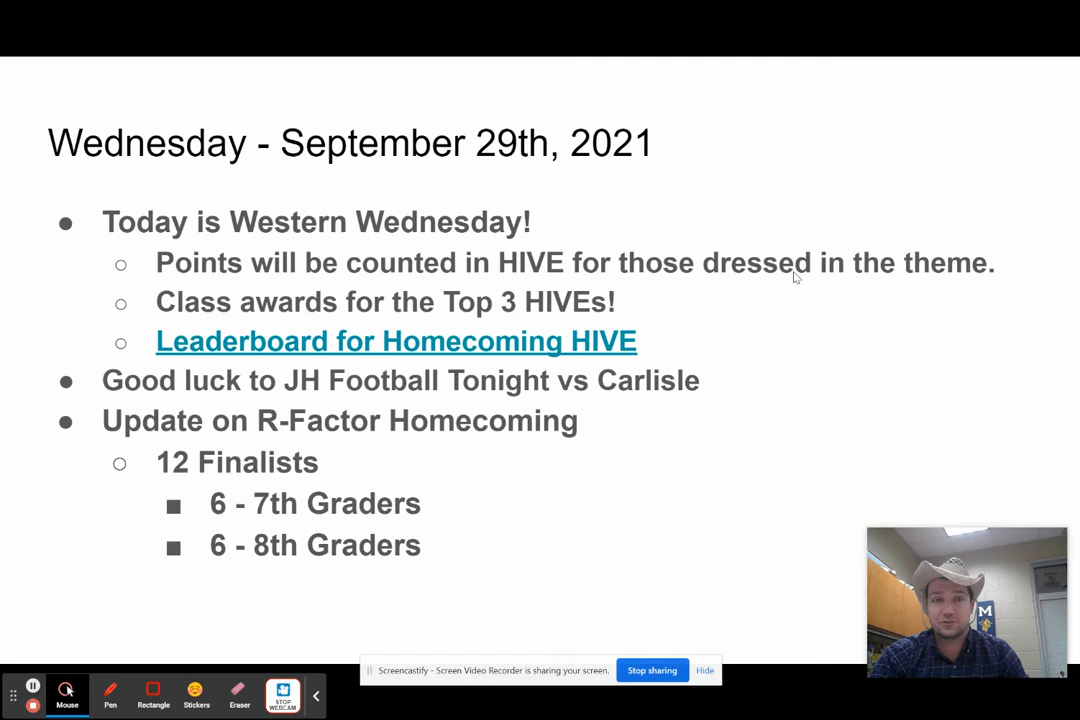 Wednesday - September 29th, 2021
● Today is Western Wednesday!
○ Points will be counted in HIVE for those dressed in the theme.
○ Class awards for the Top 3 HIVEs!
○ Leaderboard for Homecoming HIVE
● Good luck to JH Football Tonight vs Carlisle
● Update on R-Factor Homecoming
○ 12 Finalists
■ 6 - 7th Graders
■ 6 - 8th Graders
M
Screencastify - Screen Video Recorder is sharing your screen. Stop sharing Hide
Mouse Pen Rectangle Stickers Eraser STOP WEBCAM